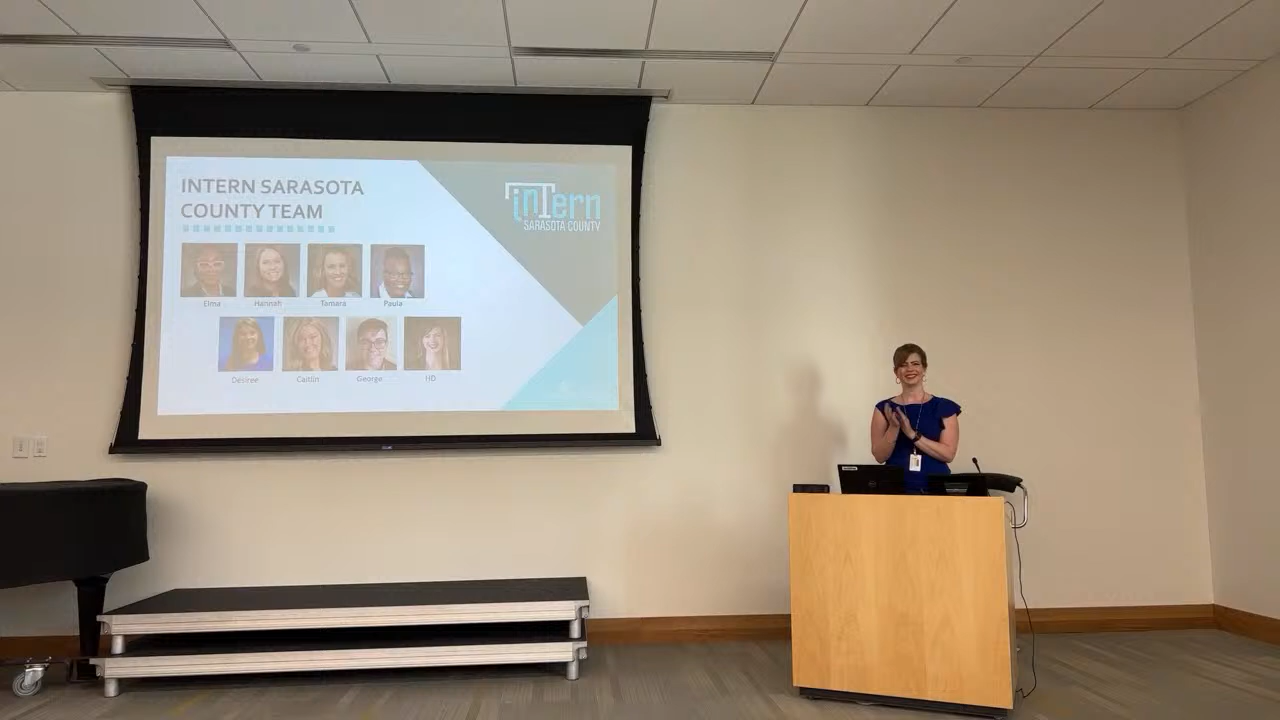 INTERN SARASOTA
COUNTY TEAM
inTern
SARASOTA COUNTY
Elma Hannah Tamara Paula
Desiree Caitlin George HD